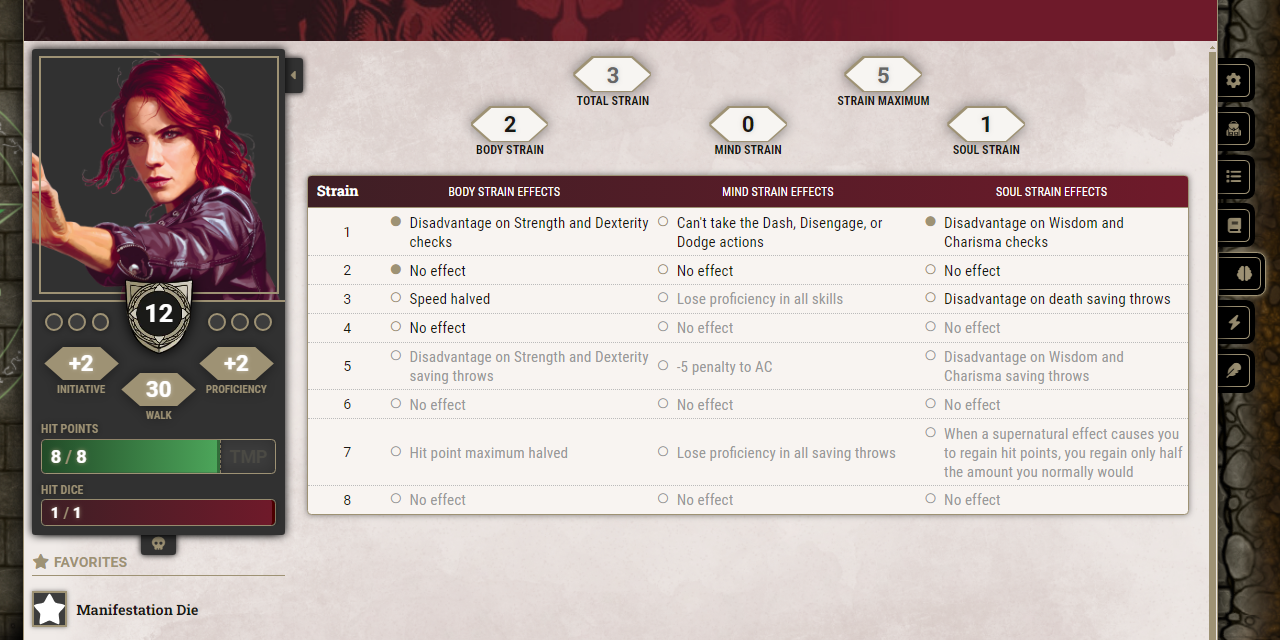 3
TOTAL STRAIN
5
STRAIN MAXIMUM
2
BODY STRAIN
0
MIND STRAIN
1
SOUL STRAIN
12
+2
INITIATIVE
30
WALK
+2
PROFICIENCY
HIT POINTS
8 / 8
TMP
HIT DICE
1 / 1
FAVORITES
Manifestation Die
Strain BODY STRAIN EFFECTS MIND STRAIN EFFECTS SOUL STRAIN EFFECTS
1
Disadvantage on Strength and Dexterity
checks
Can't take the Dash, Disengage, or
Dodge actions
Disadvantage on Wisdom and
Charisma checks
2 No effect No effect No effect
3 Speed halved Lose proficiency in all skills Disadvantage on death saving throws
4 No effect No effect No effect
5
Disadvantage on Strength and Dexterity
saving throws
-5 penalty to AC
Disadvantage on Wisdom and
Charisma saving throws
6 No effect No effect No effect
7
Hit point maximum halved
Lose proficiency in all saving throws
When a supernatural effect causes you
to regain hit points, you regain only half
the amount you normally would
8 No effect No effect No effect